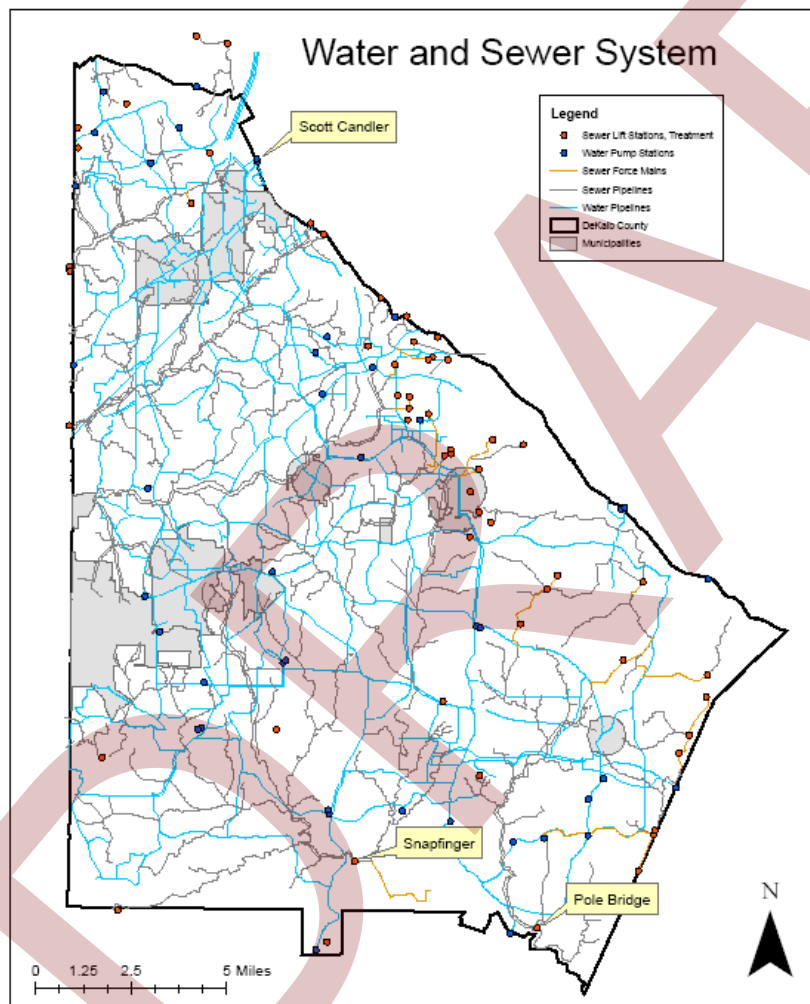 Water and Sewer System
Scott Candler
Legend
Sewer Lift Stations, Treatment
Water Pump Stations
Sewer Force Mains
Sewer Pipelines
Water Pipelines
DeKalb County
Municipalities
Snapfinger
Pole Bridge
N
0 1.25 2.5 5 Miles
DRA